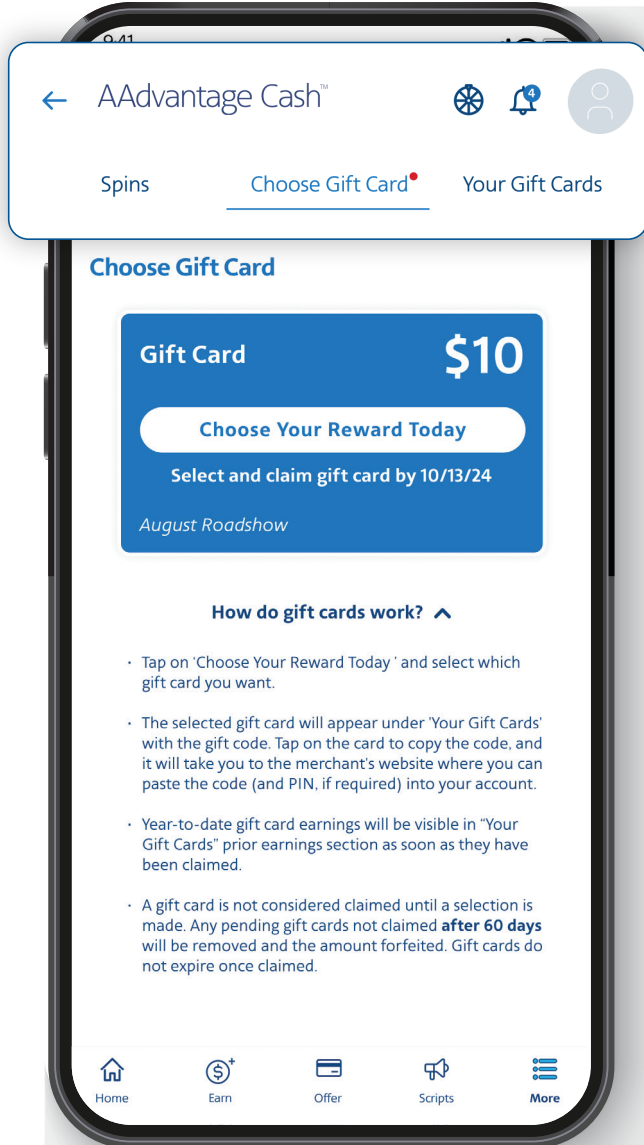 9:41
AAdvantage Cash™
4
Spins
Choose Gift Card
Your Gift Cards
Choose Gift Card
Gift Card
$10
Choose Your Reward Today
Select and claim gift card by 10/13/24
August Roadshow
How do gift cards work?
· Tap on ‘Choose Your Reward Today ’ and select which
gift card you want.
· The selected gift card will appear under ‘Your Gift Cards’
with the gift code. Tap on the card to copy the code, and
it will take you to the merchant's website where you can
paste the code (and PIN, if required) into your account.
· Year-to-date gift card earnings will be visible in “Your
Gift Cards” prior earnings section as soon as they have
been claimed.
· A gift card is not considered claimed until a selection is
made. Any pending gift cards not claimed after 60 days
will be removed and the amount forfeited. Gift cards do
not expire once claimed.
Home
Earn
Offer
Scripts
More